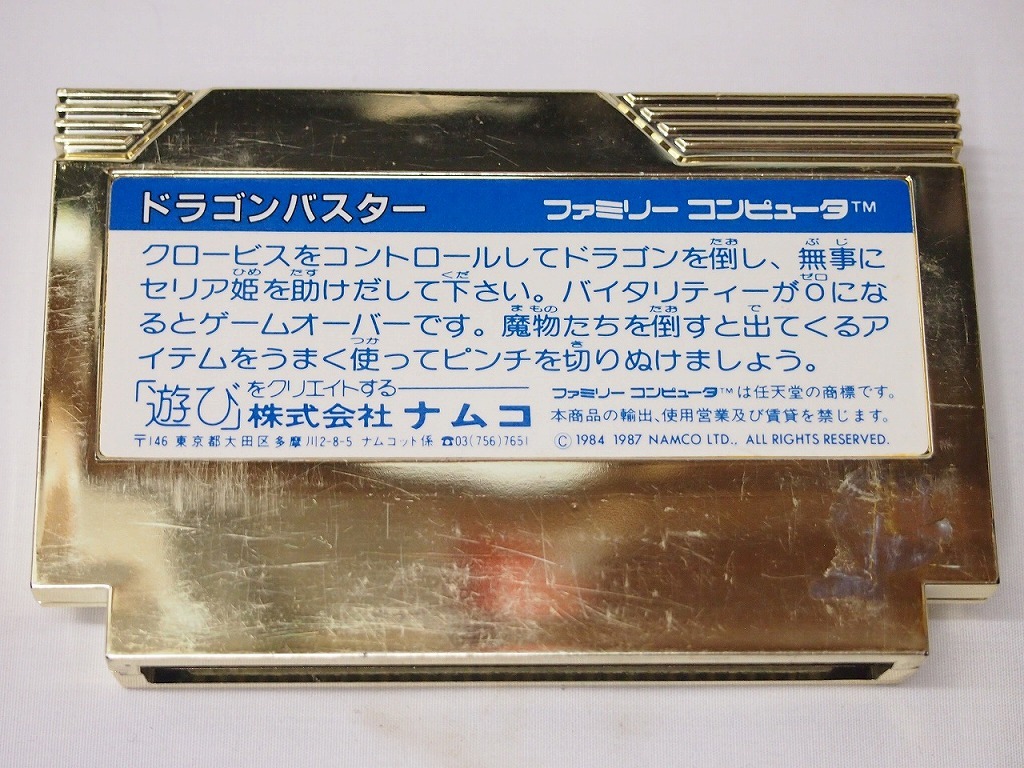 ドラゴンバスター ファミリー コンピュータ™
クロービスをコントロールしてドラゴンを倒し、無事に
セリア姫を助けだして下さい。バイタリティーが0にな
るとゲームオーバーです。魔物たちを倒すと出てくるア
イテムをうまく使ってピンチを切りぬけましょう。
「遊び」をクリエイトする
株式会社 ナムコ
〒146 東京都大田区多摩川2-8-5 ナムコット係 ☎03(756)7651
ファミリー コンピュータ™は任天堂の商標です。
本商品の輸出、使用営業及び賃貸を禁じます。
© 1984 1987 NAMCO LTD., ALL RIGHTS RESERVED.